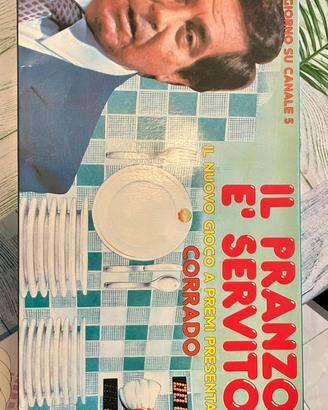 GIORNO SU CANALE 5
IL PRANZO
E' SERVITO
IL NUOVO GIOCO A PREMI PRESENTA
CORRADO